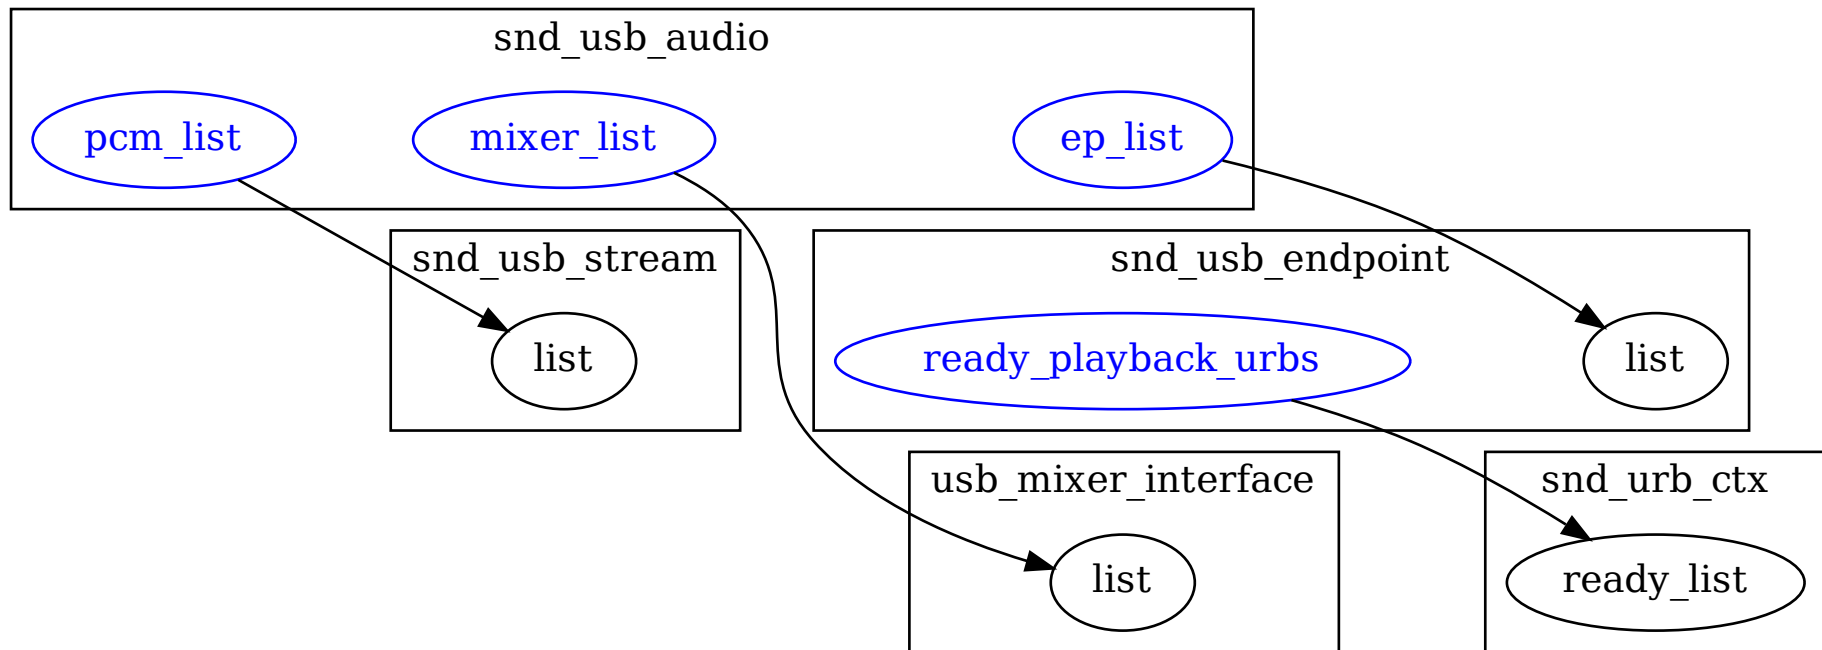 snd_usb_audio
pcm_list
mixer_list
ep_list
snd_usb_stream
list
snd_usb_endpoint
ready_playback_urbs
list
usb_mixer_interface
list
snd_urb_ctx
ready_list